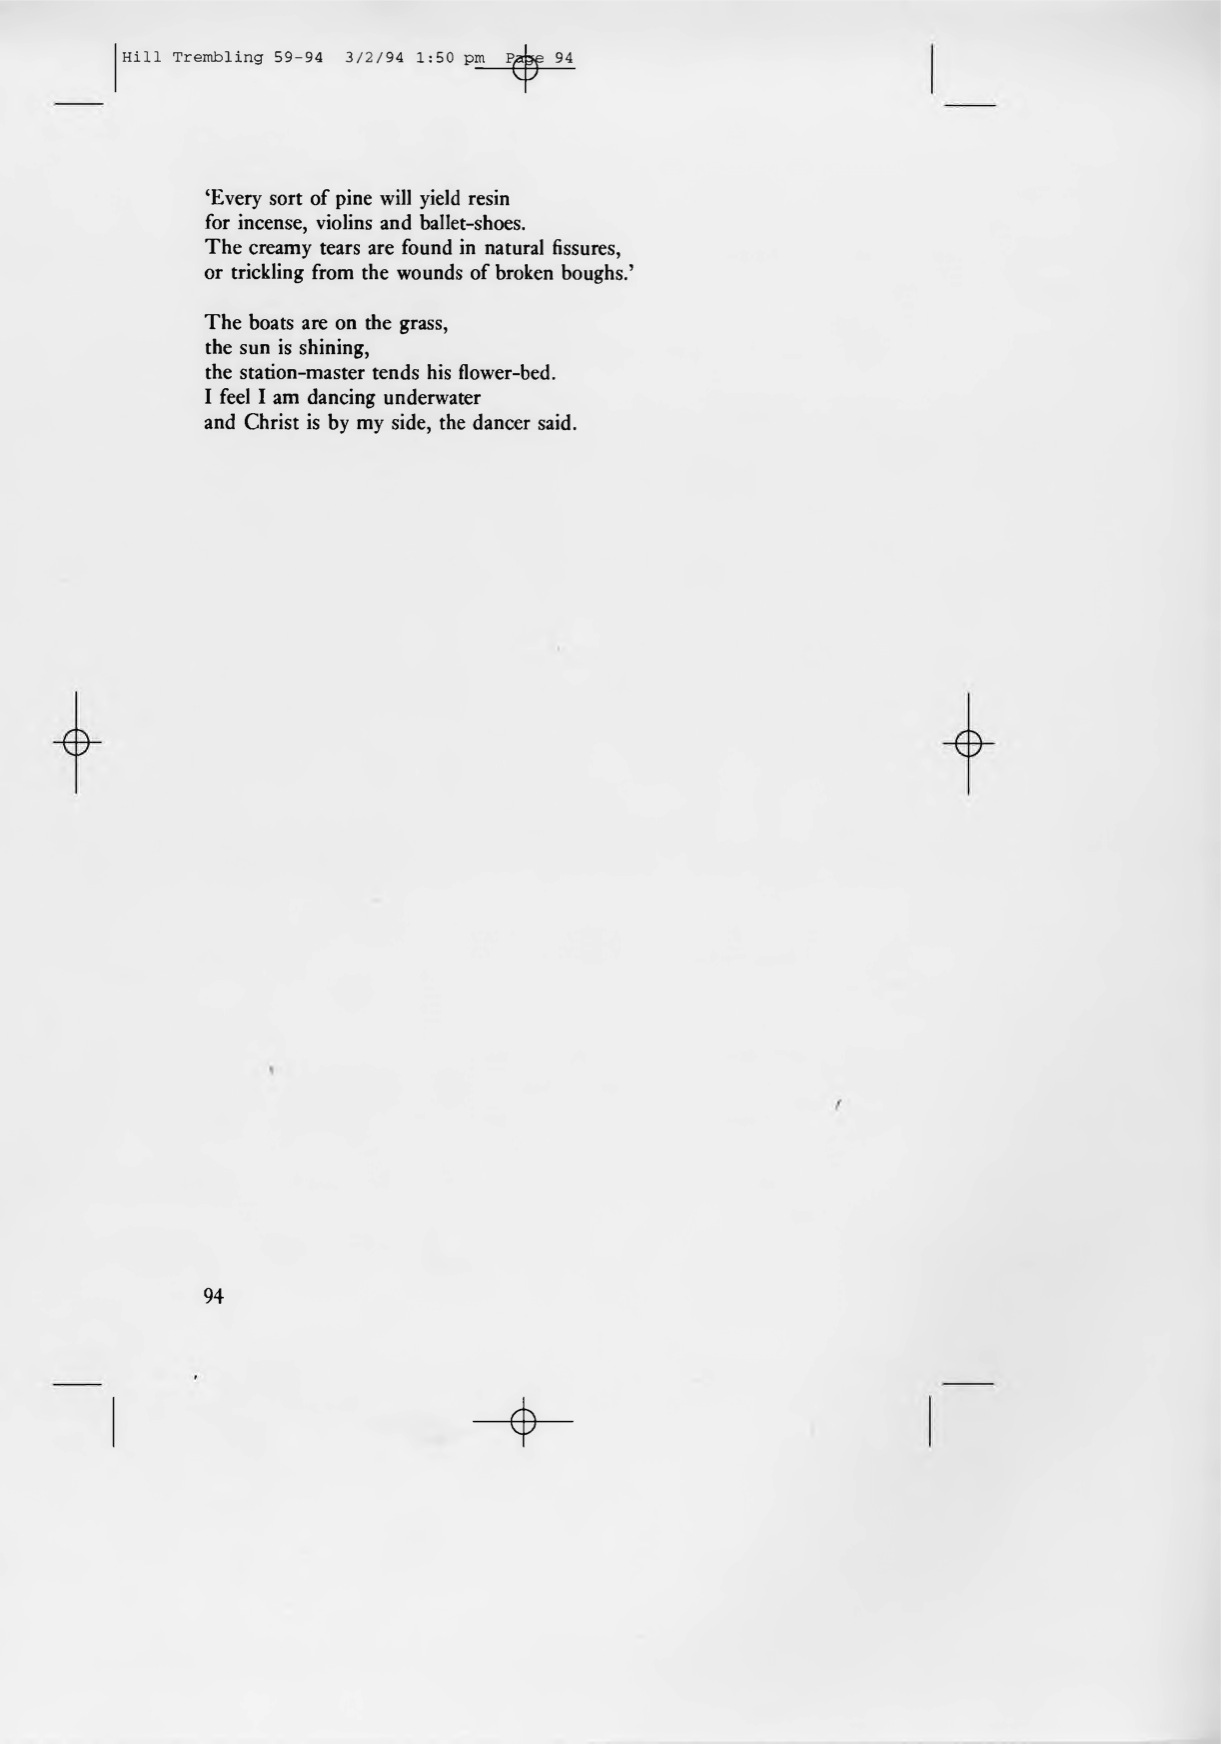 Hill Trembling 59-94 3/2/94 1:50 pm Page 94
‘Every sort of pine will yield resin
for incense, violins and ballet-shoes.
The creamy tears are found in natural fissures,
or trickling from the wounds of broken boughs.’
The boats are on the grass,
the sun is shining,
the station-master tends his flower-bed.
I feel I am dancing underwater
and Christ is by my side, the dancer said.
94